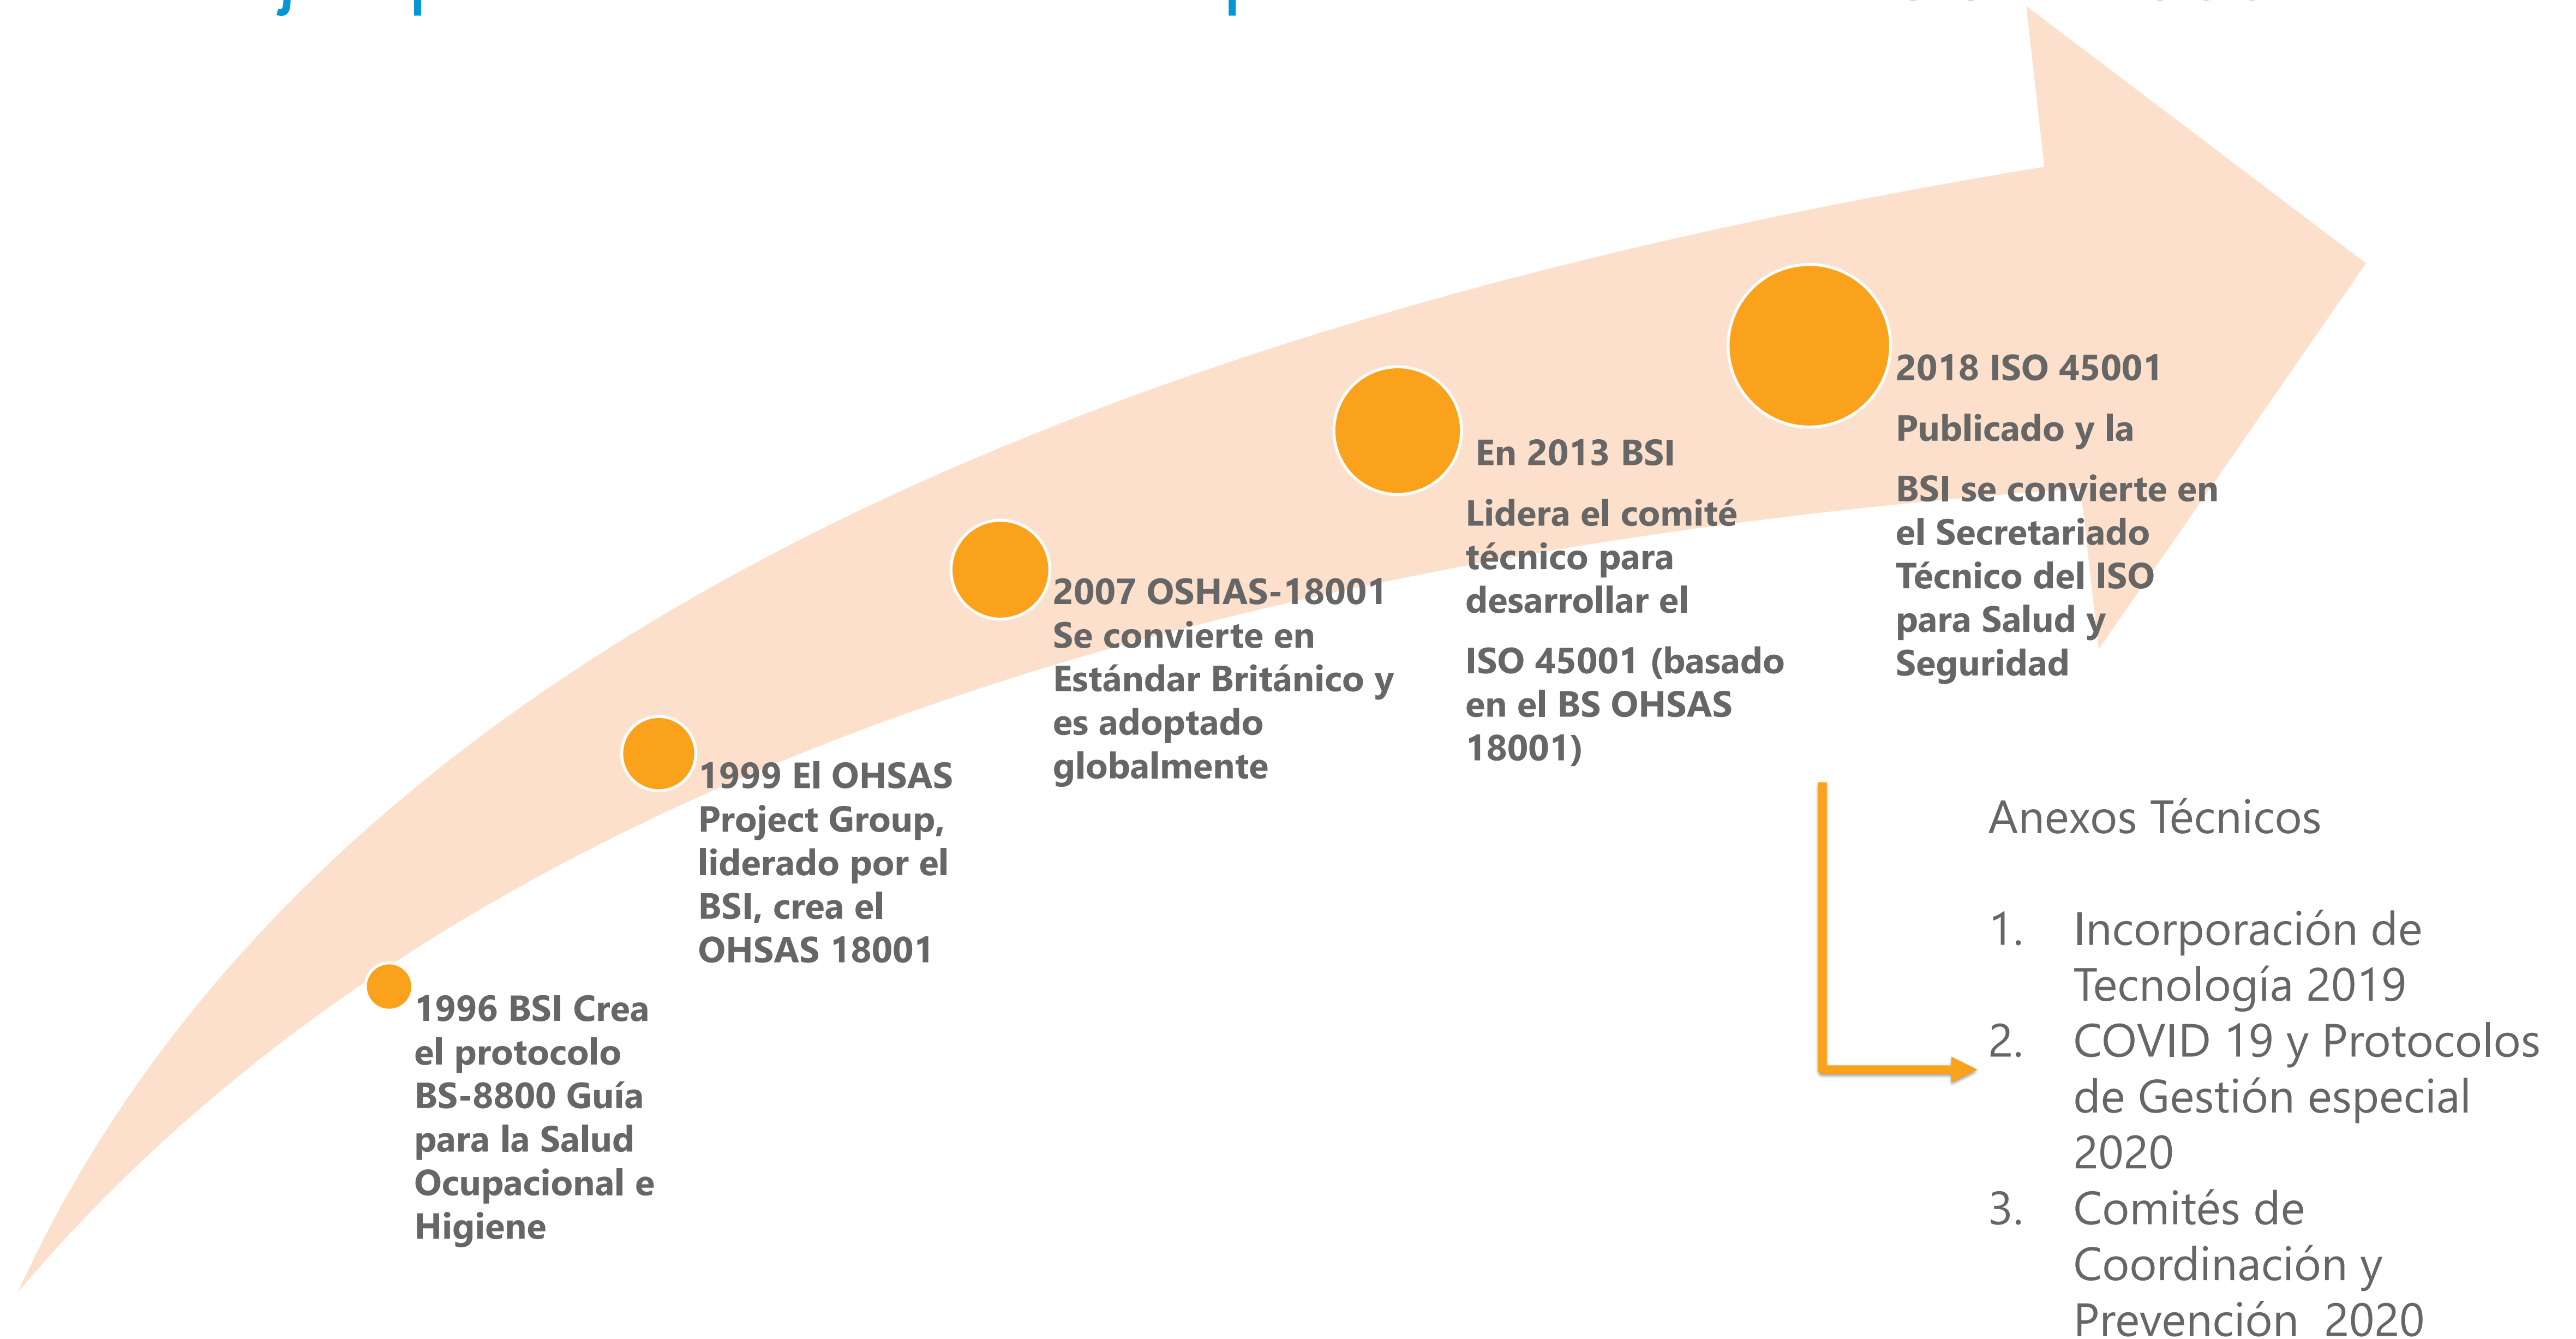 1996 BSI Crea
el protocolo
BS-8800 Guía
para la Salud
Ocupacional e
Higiene
1999 El OHSAS
Project Group,
liderado por el
BSI, crea el
OHSAS 18001
2007 OSHAS-18001
Se convierte en
Estándar Británico y
es adoptado
globalmente
En 2013 BSI
Lidera el comité
técnico para
desarrollar el
ISO 45001 (basado
en el BS OHSAS
18001)
2018 ISO 45001
Publicado y la
BSI se convierte en
el Secretariado
Técnico del ISO
para Salud y
Seguridad
Anexos Técnicos
1. Incorporación de
Tecnología 2019
2. COVID 19 y Protocolos
de Gestión especial
2020
3. Comités de
Coordinación y
Prevención 2020